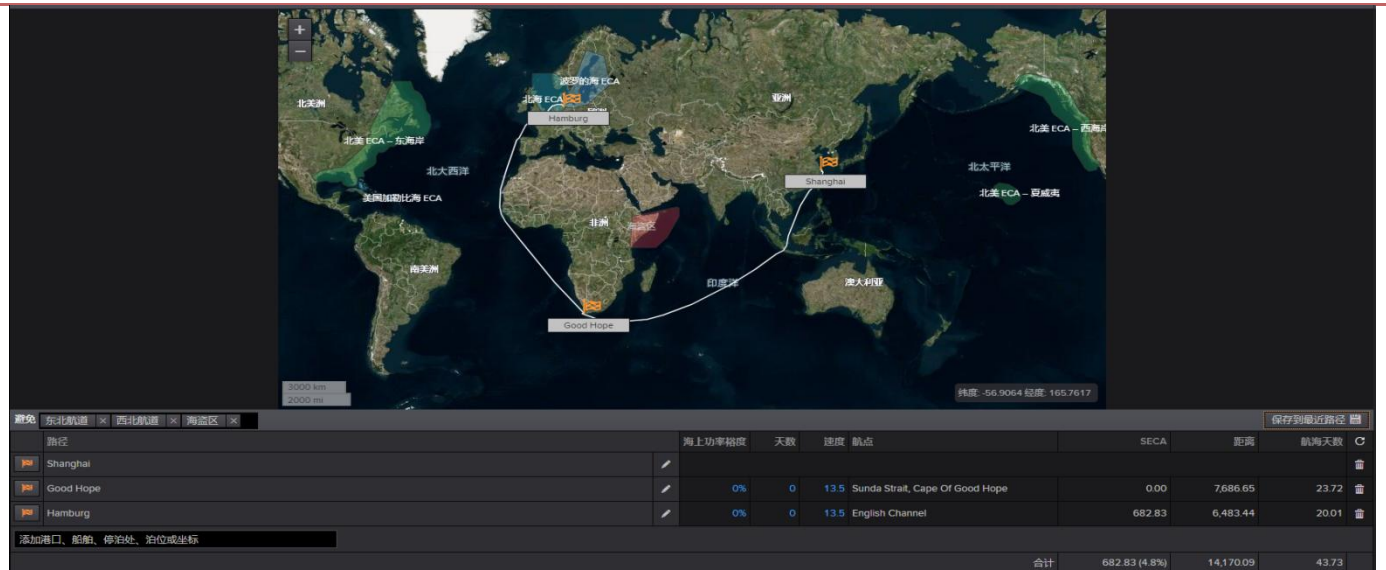 +
−
波罗的海 ECA
北海 ECA
亚洲
北美洲
Hamburg
北美 ECA – 西海岸
北美 ECA – 东海岸
北大西洋
北太平洋
Shanghai
美国加勒比海 ECA
北美 ECA – 夏威夷
非洲
海盗区
南美洲
印度洋
澳大利亚
Good Hope
3000 km
2000 mi
纬度: -56.9064 经度: 165.7617
避免 东北航道 × 西北航道 × 海盗区 × 保存到最近路径
路径 海上功率裕度 天数 速度 航点 SECA 距离 航海天数
Shanghai
Good Hope 0% 0 13.5 Sunda Strait, Cape Of Good Hope 0.00 7,686.65 23.72
Hamburg 0% 0 13.5 English Channel 682.83 6,483.44 20.01
添加港口、船舶、停泊处、泊位或坐标
合计 682.83 (4.8%) 14,170.09 43.73